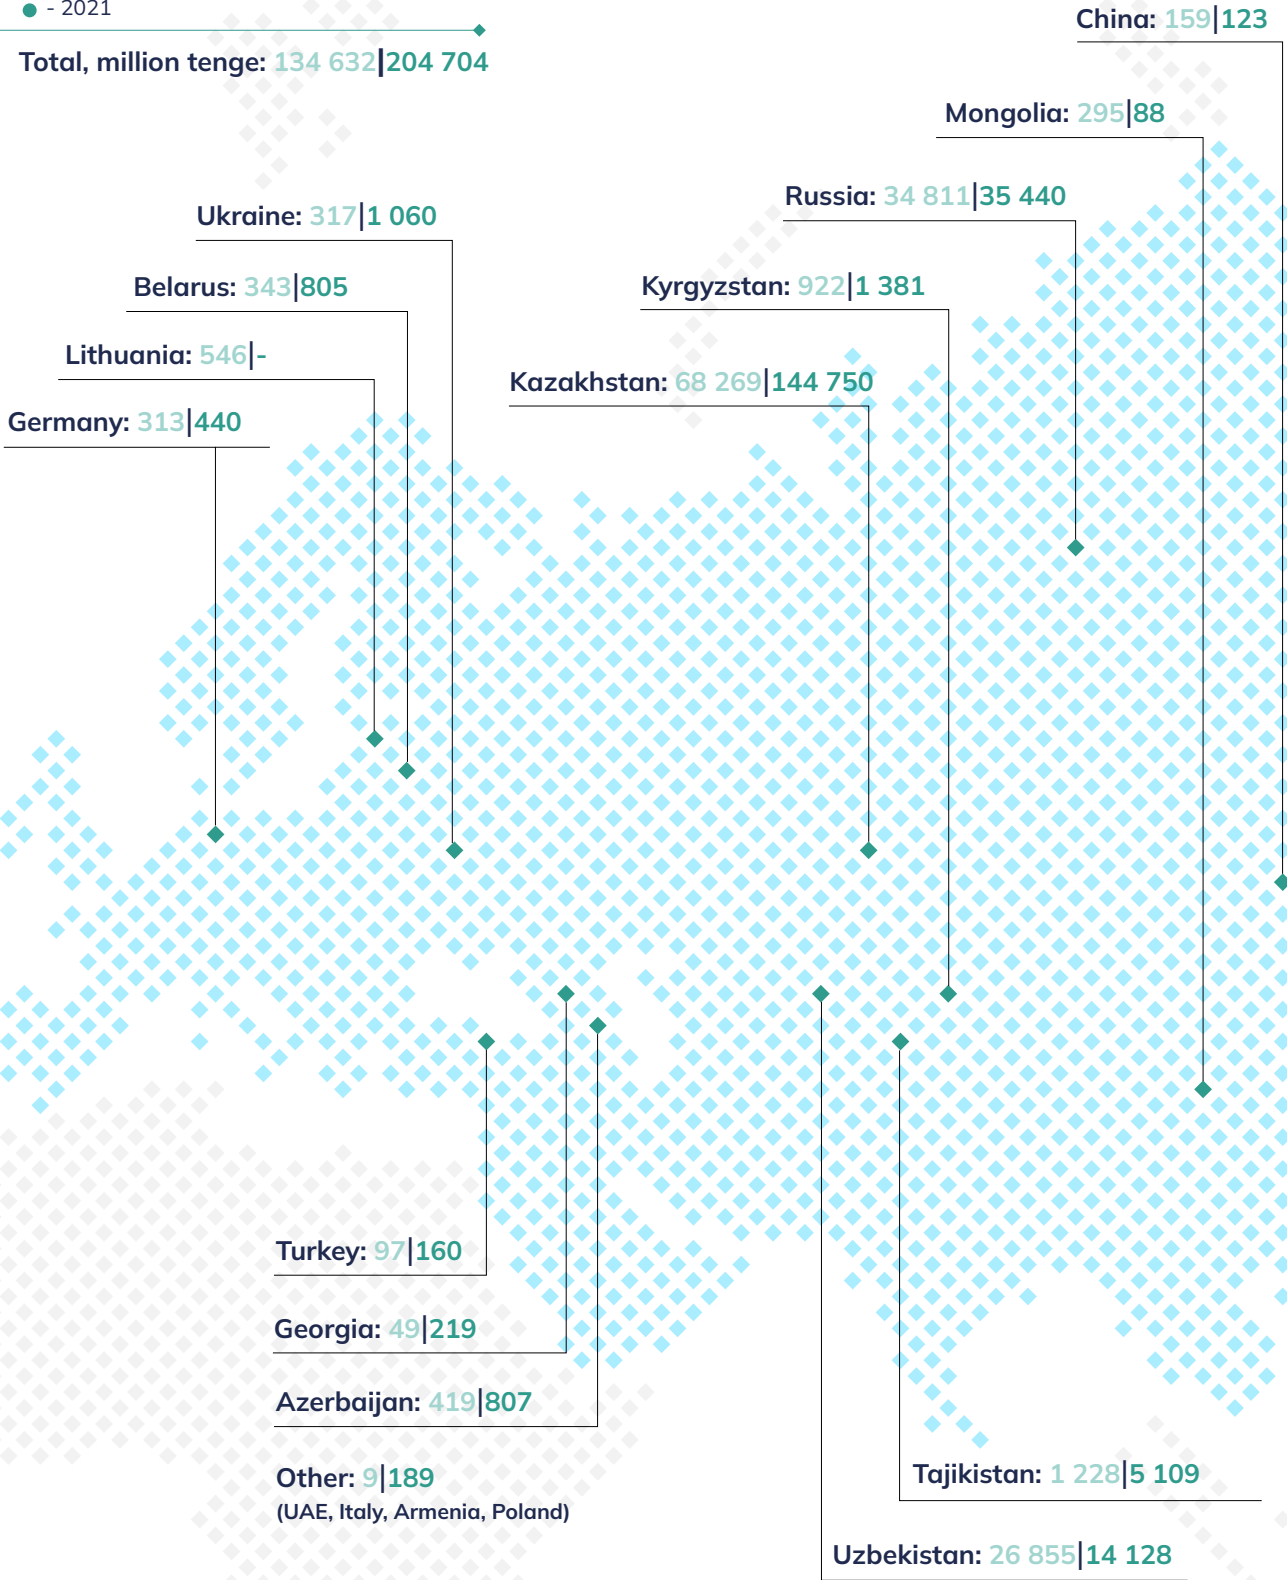 - 2021
Total, million tenge: 134 632|204 704
China: 159|123
Mongolia: 295|88
Russia: 34 811|35 440
Ukraine: 317|1 060
Belarus: 343|805
Kyrgyzstan: 922|1 381
Lithuania: 546|-
Kazakhstan: 68 269|144 750
Germany: 313|440
Turkey: 97|160
Georgia: 49|219
Azerbaijan: 419|807
Other: 9|189
(UAE, Italy, Armenia, Poland)
Tajikistan: 1 228|5 109
Uzbekistan: 26 855|14 128